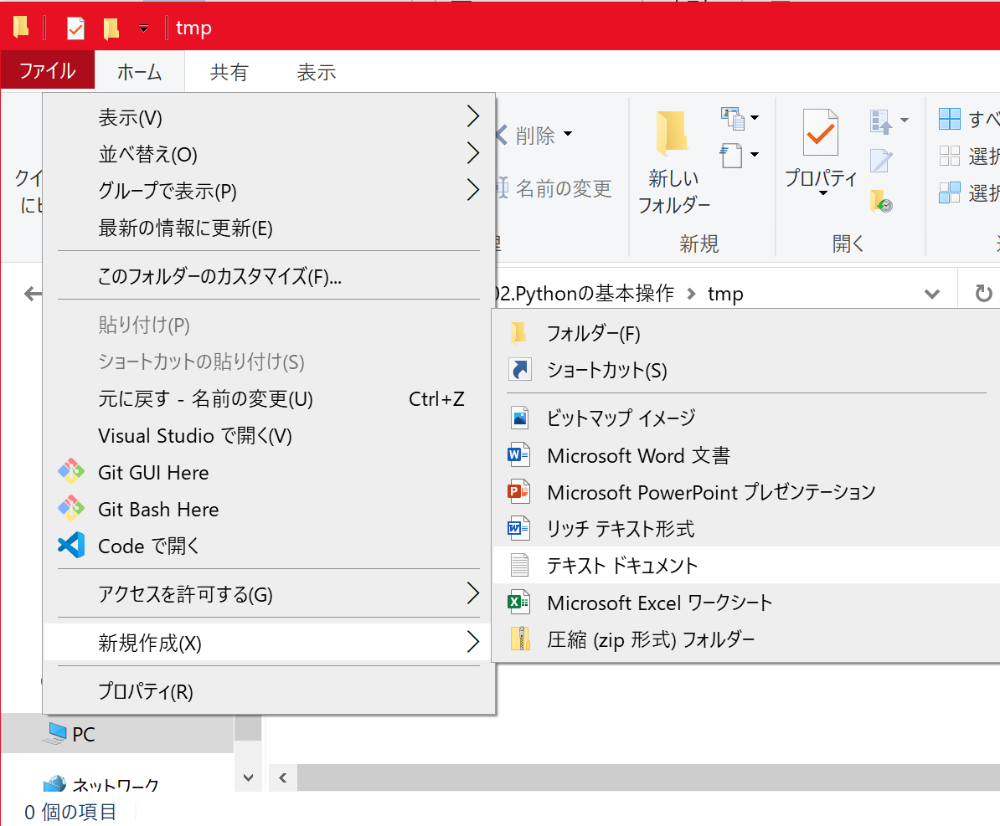 tmp
ファイル
ホーム
共有
表示
削除
名前の変更
新しい
フォルダー
新規
プロパティ
開く
02.Pythonの基本操作
tmp
表示(V)
並べ替え(O)
グループで表示(P)
最新の情報に更新(E)
このフォルダーのカスタマイズ(F)...
貼り付け(P)
ショートカットの貼り付け(S)
元に戻す - 名前の変更(U) Ctrl+Z
Visual Studio で開く(V)
Git GUI Here
Git Bash Here
Code で開く
アクセスを許可する(G)
新規作成(X)
プロパティ(R)
フォルダー(F)
ショートカット(S)
ビットマップ イメージ
Microsoft Word 文書
Microsoft PowerPoint プレゼンテーション
リッチ テキスト形式
テキスト ドキュメント
Microsoft Excel ワークシート
圧縮 (zip 形式) フォルダー
PC
ネットワーク
0 個の項目